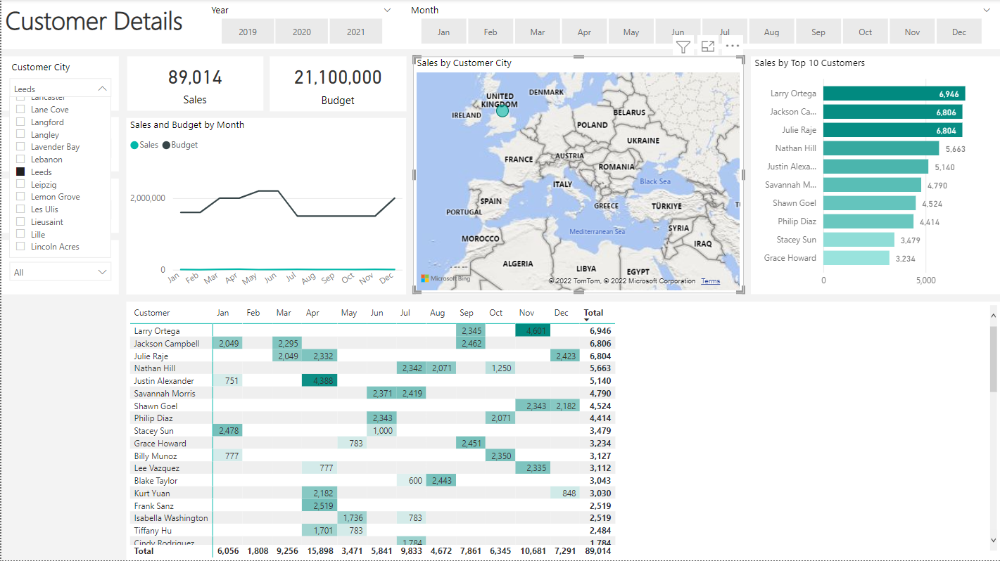 Customer Details
Year
2019 2020 2021
Month
Jan Feb Mar Apr May Jun Jul Aug Sep Oct Nov Dec
Customer City
Leeds
Lancaster
Lane Cove
Langford
Langley
Lavender Bay
Lebanon
Leeds
Leipzig
Lemon Grove
Les Ulis
Lieusaint
Lille
Lincoln Acres
All
89,014
Sales
21,100,000
Budget
Sales and Budget by Month
Sales Budget
2,000,000
0
Jan Feb Mar Apr May Jun Jul Aug Sep Oct Nov Dec
Sales by Customer City
UNITED
KINGDOM
DENMARK
IRELAND
BELARUS
POLAND
UKRAINE
FRANCE
AUSTRIA
ROMANIA
ITALY
Black Sea
SPAIN
PORTUGAL
GREECE
TÜRKIYE
Mediterranean Sea
SYRIA
MOROCCO
IRAQ
ALGERIA
LIBYA
EGYPT
Microsoft Bing
© 2022 TomTom, © 2022 Microsoft Corporation Terms
Sales by Top 10 Customers
Larry Ortega 6,946
Jackson Ca... 6,806
Julie Raje 6,804
Nathan Hill 5,663
Justin Alexa... 5,140
Savannah M... 4,790
Shawn Goel 4,524
Philip Diaz 4,414
Stacey Sun 3,479
Grace Howard 3,234
0 5,000
Customer Jan Feb Mar Apr May Jun Jul Aug Sep Oct Nov Dec Total
Larry Ortega 2,345 4,601 6,946
Jackson Campbell 2,049 2,295 2,462 6,806
Julie Raje 2,049 2,332 2,423 6,804
Nathan Hill 2,342 2,071 1,250 5,663
Justin Alexander 751 4,388 5,140
Savannah Morris 2,371 2,419 4,790
Shawn Goel 2,343 2,182 4,524
Philip Diaz 2,343 2,071 4,414
Stacey Sun 2,478 1,000 3,479
Grace Howard 783 2,451 3,234
Billy Munoz 777 2,350 3,127
Lee Vazquez 777 2,335 3,112
Blake Taylor 600 2,443 3,043
Kurt Yuan 2,182 848 3,030
Frank Sanz 2,519 2,519
Isabella Washington 1,736 783 2,519
Tiffany Hu 1,701 783 2,484
Cindy Rodriguez 1,784 1,784
Total 6,056 1,808 9,256 15,898 3,471 5,841 9,833 4,672 7,861 6,345 10,681 7,291 89,014